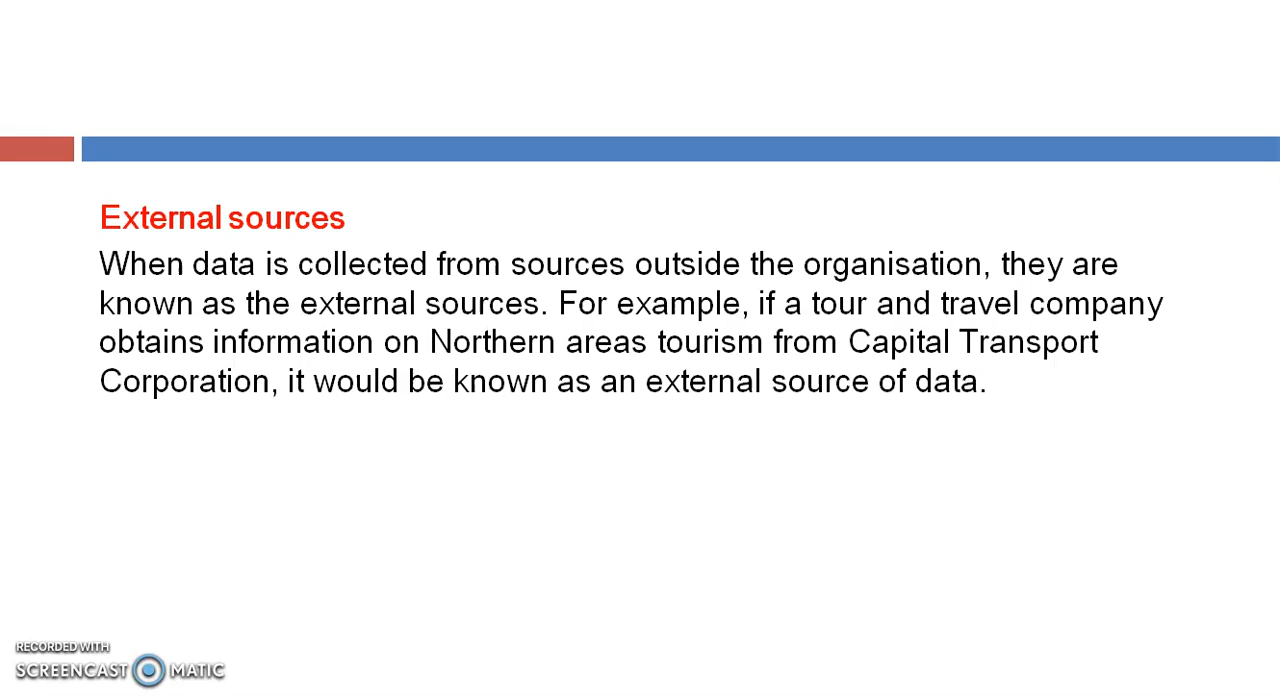 External sources
When data is collected from sources outside the organisation, they are
known as the external sources. For example, if a tour and travel company
obtains information on Northern areas tourism from Capital Transport
Corporation, it would be known as an external source of data.
RECORDED WITH
SCREENCAST MATIC